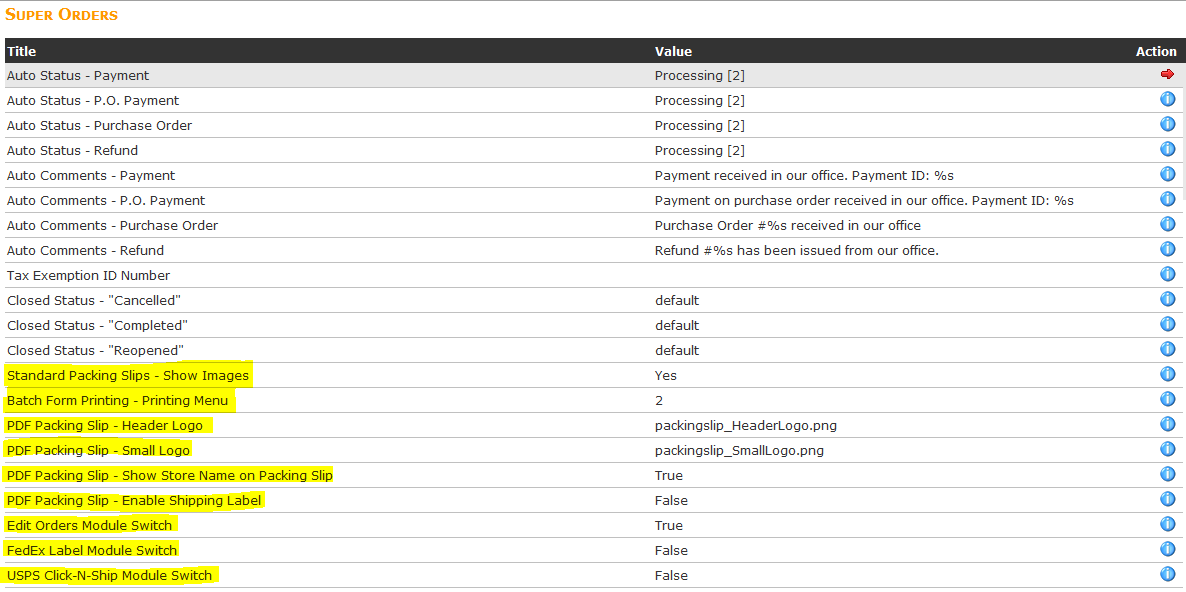 Super Orders
Title Value Action
Auto Status - Payment Processing [2]
Auto Status - P.O. Payment Processing [2]
Auto Status - Purchase Order Processing [2]
Auto Status - Refund Processing [2]
Auto Comments - Payment Payment received in our office. Payment ID: %s
Auto Comments - P.O. Payment Payment on purchase order received in our office. Payment ID: %s
Auto Comments - Purchase Order Purchase Order #%s received in our office
Auto Comments - Refund Refund #%s has been issued from our office.
Tax Exemption ID Number
Closed Status - "Cancelled" default
Closed Status - "Completed" default
Closed Status - "Reopened" default
Standard Packing Slips - Show Images Yes
Batch Form Printing - Printing Menu 2
PDF Packing Slip - Header Logo packingslip_HeaderLogo.png
PDF Packing Slip - Small Logo packingslip_SmallLogo.png
PDF Packing Slip - Show Store Name on Packing Slip True
PDF Packing Slip - Enable Shipping Label False
Edit Orders Module Switch True
FedEx Label Module Switch False
USPS Click-N-Ship Module Switch False